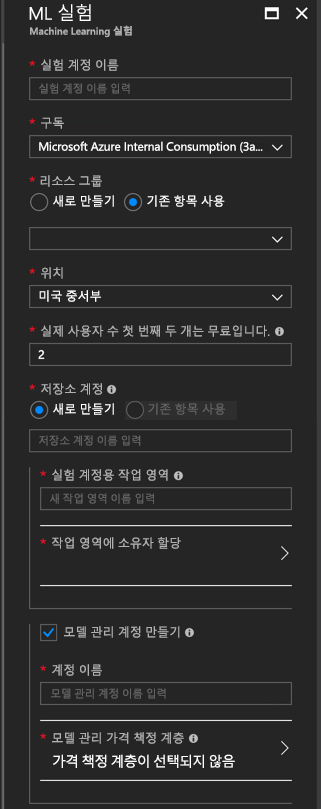 ML 실험
Machine Learning 실험
* 실험 계정 이름
실험 계정 이름 입력
* 구독
Microsoft Azure Internal Consumption (3a...
* 리소스 그룹
새로 만들기 기존 항목 사용
* 위치
미국 중서부
* 실제 사용자 수 첫 번째 두 개는 무료입니다.
2
* 저장소 계정
새로 만들기 기존 항목 사용
저장소 계정 이름 입력
* 실험 계정용 작업 영역
새 작업 영역 이름 입력
* 작업 영역에 소유자 할당
모델 관리 계정 만들기
* 계정 이름
모델 관리 계정 이름 입력
* 모델 관리 가격 책정 계층
가격 책정 계층이 선택되지 않음